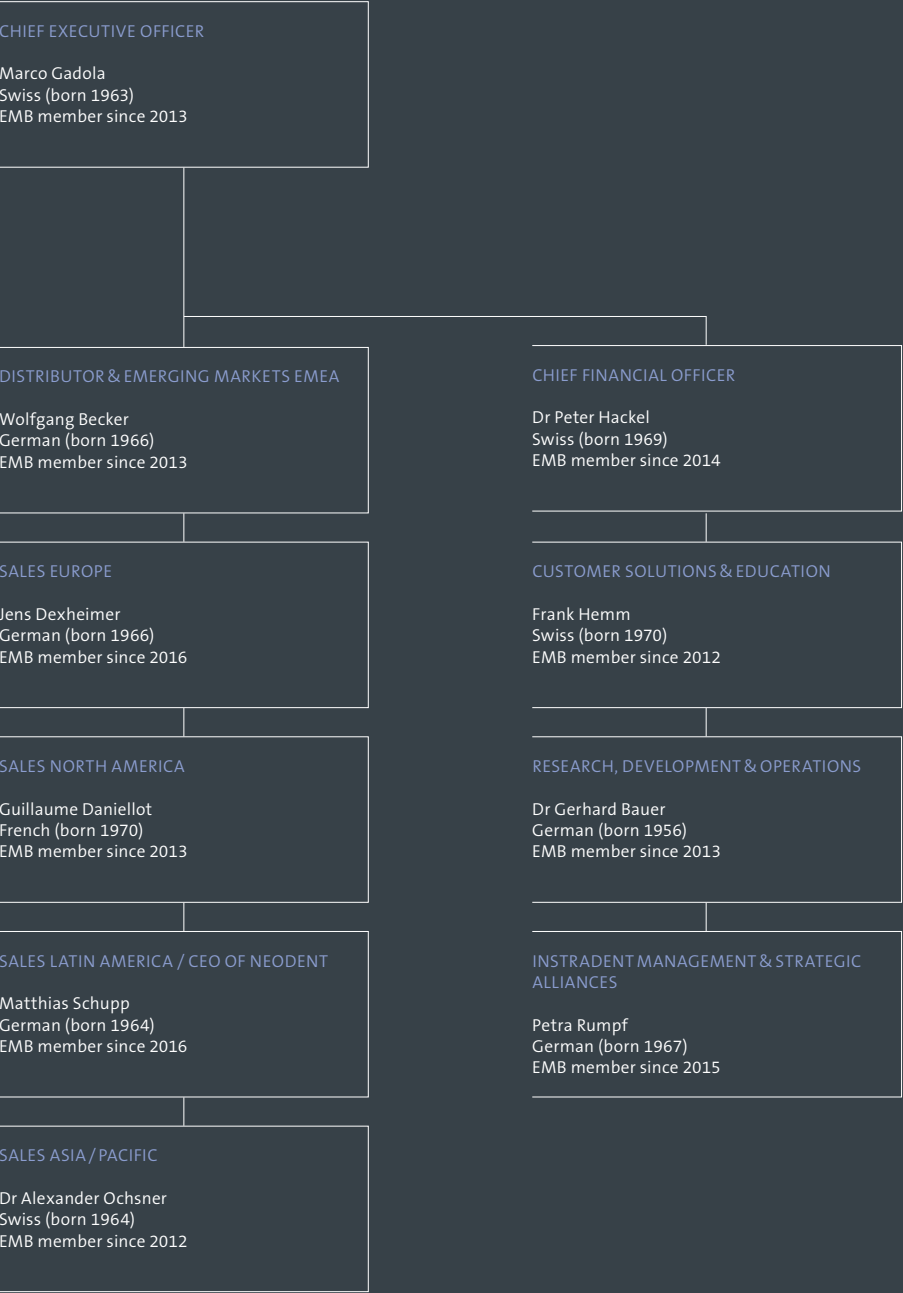 CHIEF EXECUTIVE OFFICER
Marco Gadola
Swiss (born 1963)
EMB member since 2013
DISTRIBUTOR & EMERGING MARKETS EMEA
Wolfgang Becker
German (born 1966)
EMB member since 2013
SALES EUROPE
Jens Dexheimer
German (born 1966)
EMB member since 2016
SALES NORTH AMERICA
Guillaume Daniellot
French (born 1970)
EMB member since 2013
SALES LATIN AMERICA / CEO OF NEODENT
Matthias Schupp
German (born 1964)
EMB member since 2016
SALES ASIA / PACIFIC
Dr Alexander Ochsner
Swiss (born 1964)
EMB member since 2012
CHIEF FINANCIAL OFFICER
Dr Peter Hackel
Swiss (born 1969)
EMB member since 2014
CUSTOMER SOLUTIONS & EDUCATION
Frank Hemm
Swiss (born 1970)
EMB member since 2012
RESEARCH, DEVELOPMENT & OPERATIONS
Dr Gerhard Bauer
German (born 1956)
EMB member since 2013
INSTRADENT MANAGEMENT & STRATEGIC
ALLIANCES
Petra Rumpf
German (born 1967)
EMB member since 2015